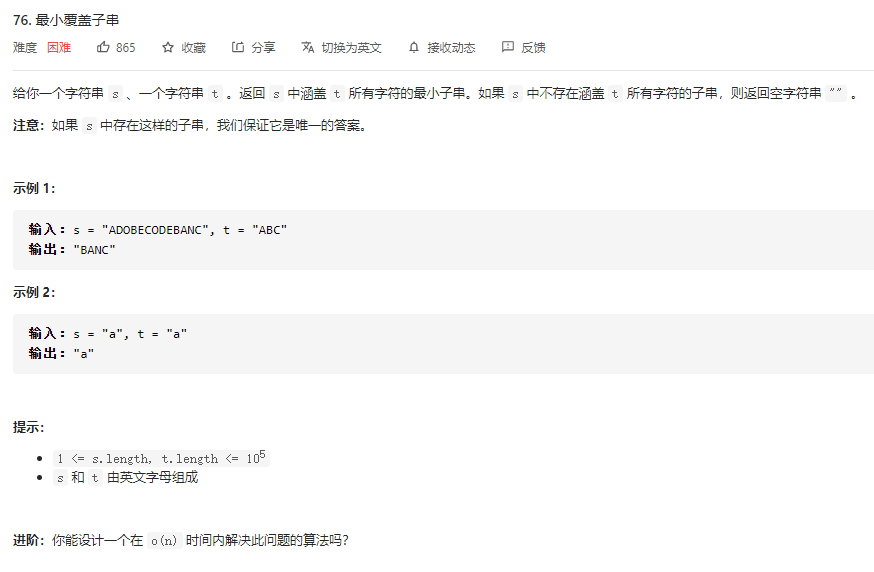 76. 最小覆盖子串
难度 困难 865 收藏 分享 切换为英文 接收动态 反馈
给你一个字符串 s 、一个字符串 t 。返回 s 中涵盖 t 所有字符的最小子串。如果 s 中不存在涵盖 t 所有字符的子串，则返回空字符串 "" 。
注意：如果 s 中存在这样的子串，我们保证它是唯一的答案。
示例 1：
输入：s = "ADOBECODEBANC", t = "ABC"
输出："BANC"
示例 2：
输入：s = "a", t = "a"
输出："a"
提示：
• 1 <= s.length, t.length <= 10⁵
• s 和 t 由英文字母组成
进阶：你能设计一个在 o(n) 时间内解决此问题的算法吗？